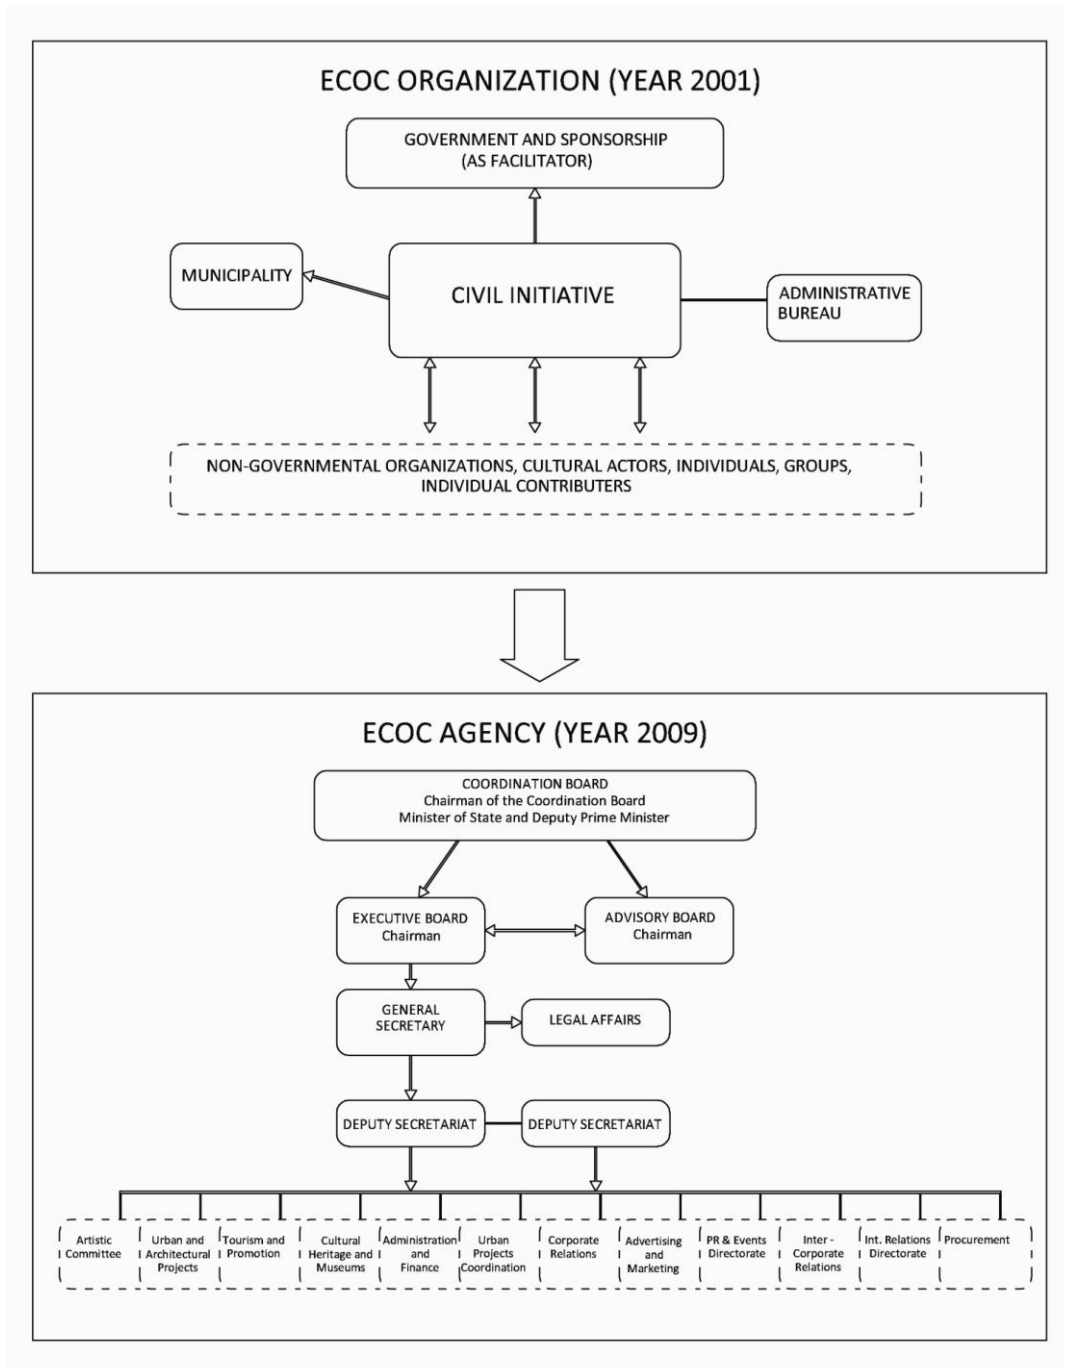 ECOC ORGANIZATION (YEAR 2001)
GOVERNMENT AND SPONSORSHIP
(AS FACILITATOR)
MUNICIPALITY
CIVIL INITIATIVE
ADMINISTRATIVE
BUREAU
NON-GOVERNMENTAL ORGANIZATIONS, CULTURAL ACTORS, INDIVIDUALS, GROUPS,
INDIVIDUAL CONTRIBUTERS
ECOC AGENCY (YEAR 2009)
COORDINATION BOARD
Chairman of the Coordination Board
Minister of State and Deputy Prime Minister
EXECUTIVE BOARD
Chairman
ADVISORY BOARD
Chairman
GENERAL
SECRETARY
LEGAL AFFAIRS
DEPUTY SECRETARIAT
DEPUTY SECRETARIAT
Artistic
Committee
Urban and
Architectural
Projects
Tourism and
Promotion
Cultural
Heritage and
Museums
Administration
and
Finance
Urban
Projects
Coordination
Corporate
Relations
Advertising
and
Marketing
PR & Events
Directorate
Inter -
Corporate
Relations
Int. Relations
Directorate
Procurement